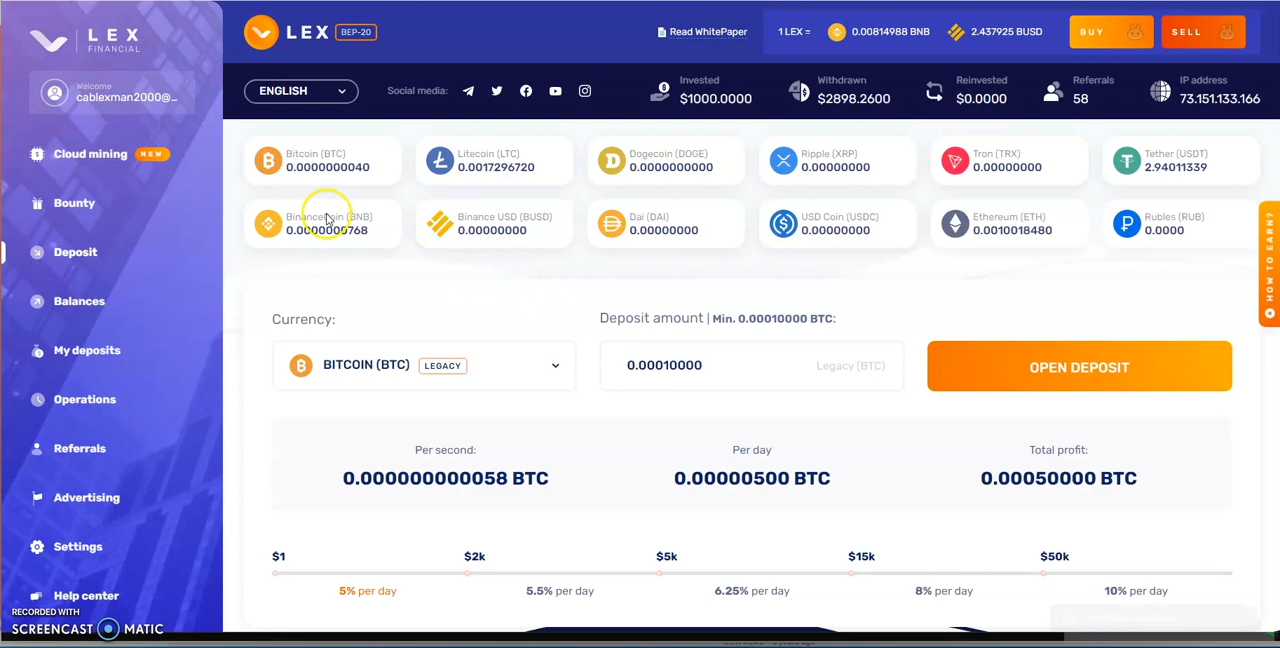 LEX
FINANCIAL
Welcome
cablexman2000@...
Cloud mining NEW
Bounty
Deposit
Balances
My deposits
Operations
Referrals
Advertising
Settings
Help center
RECORDED WITH
SCREENCAST MATIC
LEX BEP-20
Read WhitePaper
1 LEX = 0.00814988 BNB 2.437925 BUSD
BUY
SELL
ENGLISH
Social media:
Invested
$1000.0000
Withdrawn
$2898.2600
Reinvested
$0.0000
Referrals
58
IP address
73.151.133.166
Bitcoin (BTC)
0.0000000040
Litecoin (LTC)
0.0017296720
Dogecoin (DOGE)
0.0000000000
Ripple (XRP)
0.00000000
Tron (TRX)
0.00000000
Tether (USDT)
2.94011339
Binancecoin (BNB)
0.0000000768
Binance USD (BUSD)
0.00000000
Dai (DAI)
0.00000000
USD Coin (USDC)
0.00000000
Ethereum (ETH)
0.0010018480
Rubles (RUB)
0.0000
HOW TO EARN?
Currency:
BITCOIN (BTC) LEGACY
Deposit amount | Min. 0.00010000 BTC:
0.00010000 Legacy (BTC)
OPEN DEPOSIT
Per second:
0.000000000058 BTC
Per day
0.00000500 BTC
Total profit:
0.00050000 BTC
$1 $2k $5k $15k $50k
5% per day 5.5% per day 6.25% per day 8% per day 10% per day